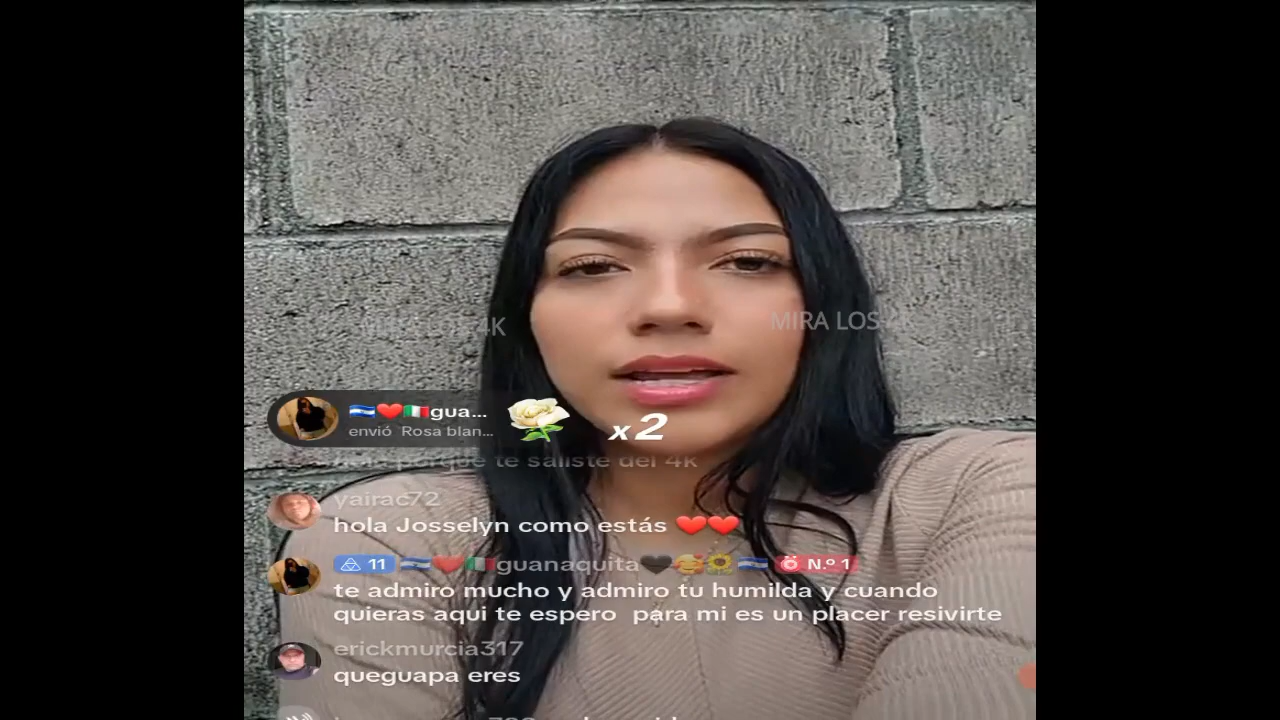 MIRA LOS 4K
4K
🇸🇻❤️🇮🇹gua...
envió Rosa blan...
x2
porque te saliste del 4k
yairac72
hola Josselyn como estás ❤️❤️
11 🇸🇻❤️🇮🇹guanaquita🖤🥰🌻🇸🇻 N.º 1
te admiro mucho y admiro tu humilda y cuando
quieras aqui te espero para mi es un placer resivirte
erickmurcia317
queguapa eres